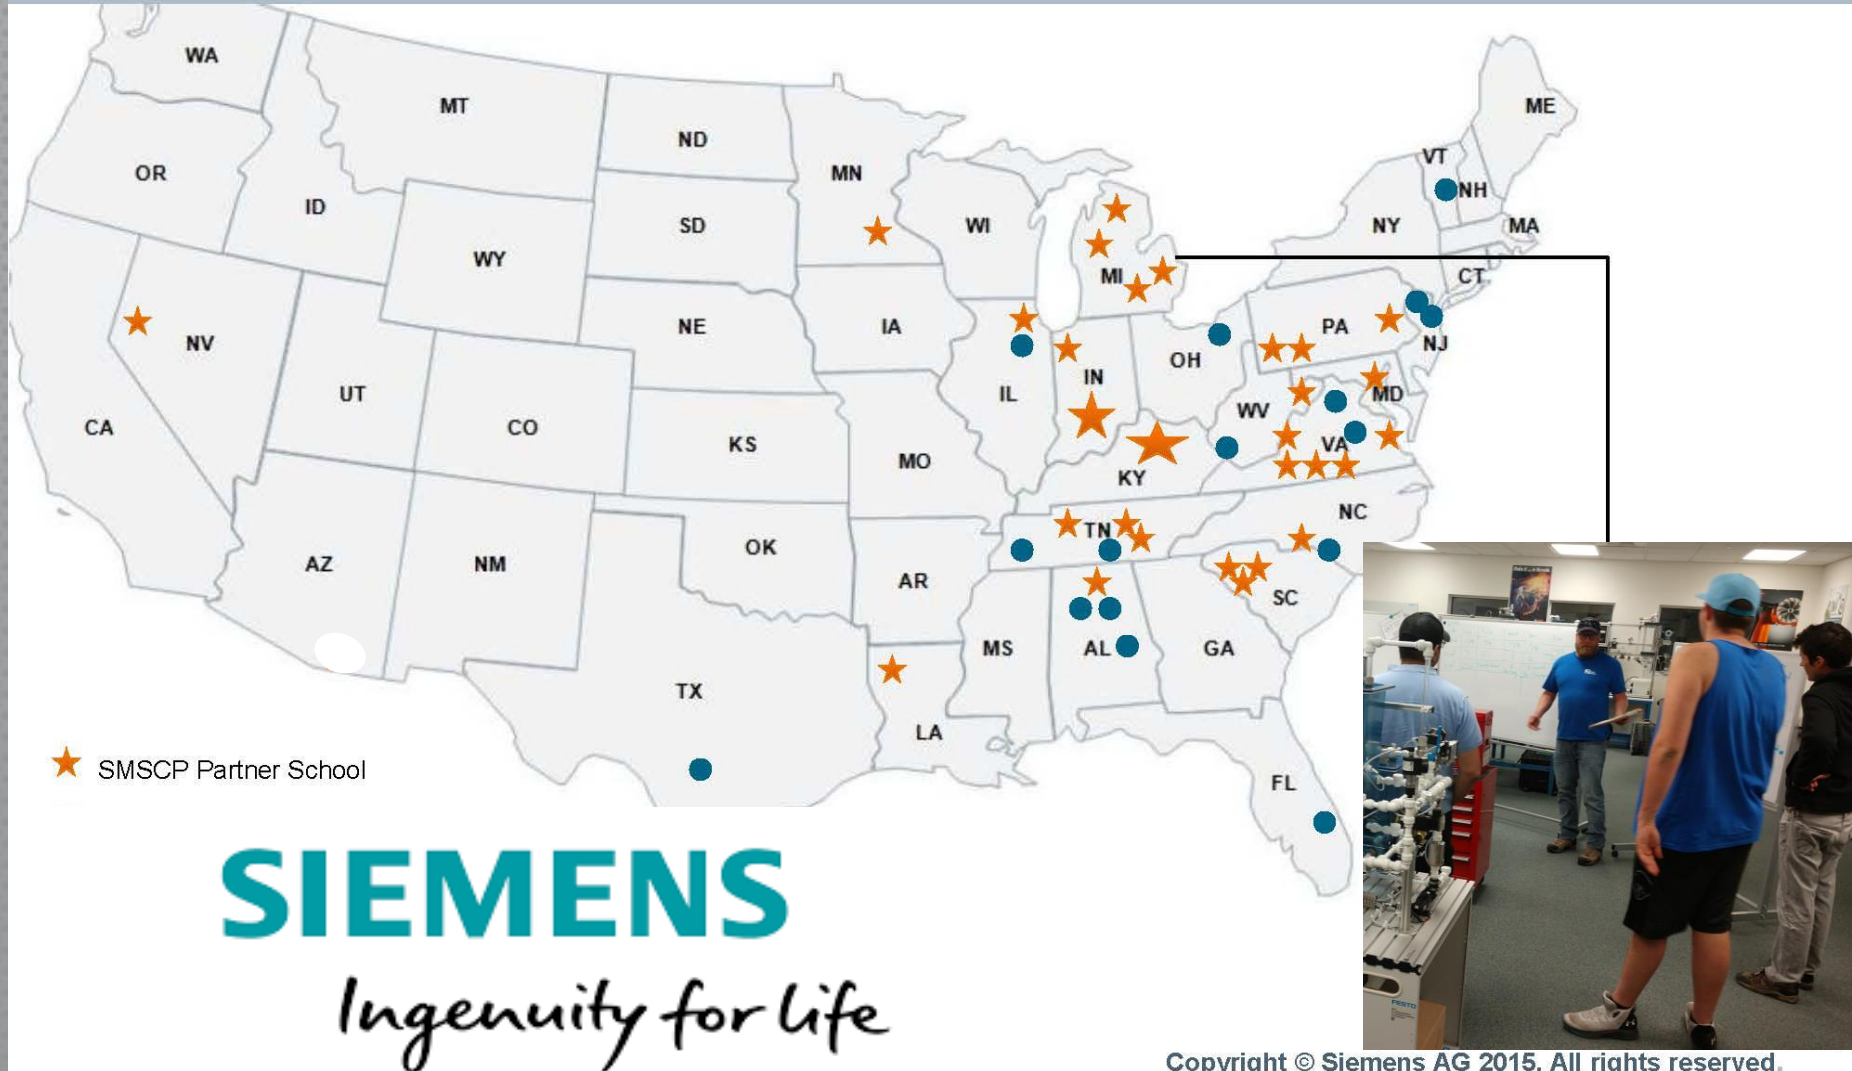 WA
MT
ND
MN
OR
ID
SD
WI
WY
MI
ME
VT
NH
NY
MA
CT
NV
NE
IA
PA
NJ
OH
UT
CO
IL
IN
WV
MD
CA
KS
MO
VA
KY
AZ
NM
OK
AR
TN
NC
SC
TX
MS
AL
GA
LA
FL
SMSCP Partner School
SIEMENS
Ingenuity for life
FESTO
Copyright © Siemens AG 2015. All rights reserved.